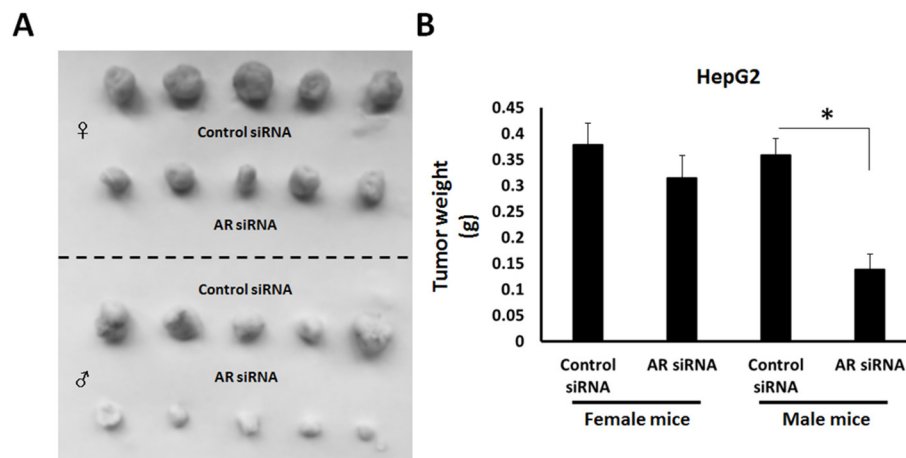 A
♀
Control siRNA
AR siRNA
Control siRNA
♂
AR siRNA
B
HepG2
Tumor weight
(g)
0.45
0.4
0.35
0.3
0.25
0.2
0.15
0.1
0.05
0
*
Control
siRNA
AR siRNA
Control
siRNA
AR siRNA
Female mice
Male mice